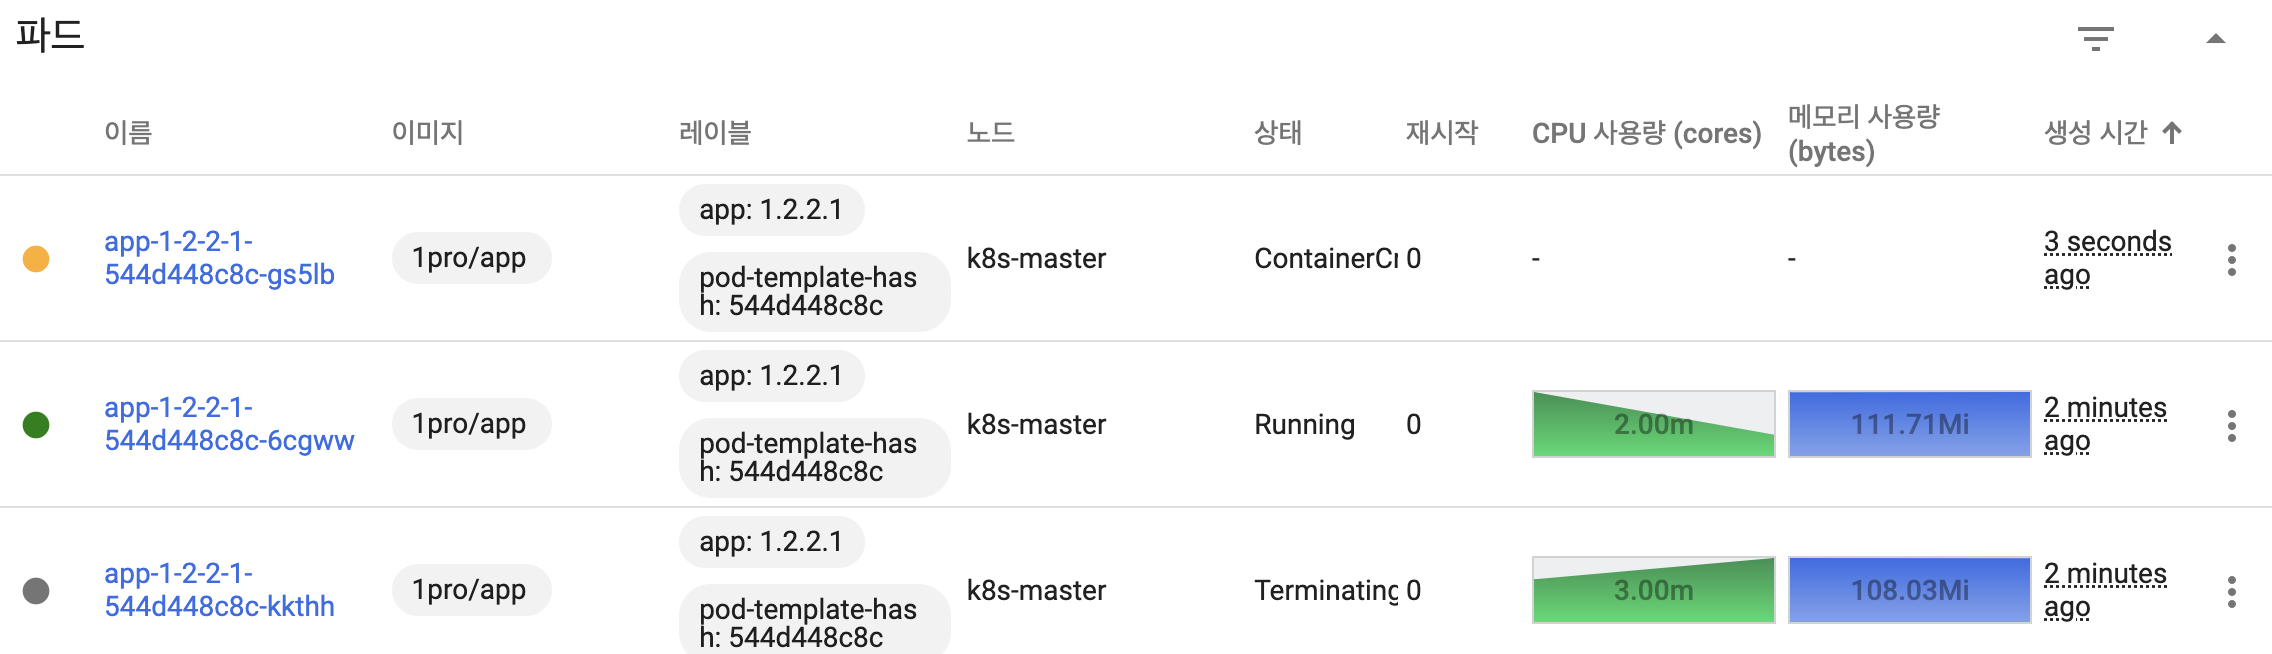 파드
이름 이미지 레이블 노드 상태 재시작 CPU 사용량 (cores) 메모리 사용량
(bytes) 생성 시간
app-1-2-2-1-
544d448c8c-gs5lb
1pro/app
app: 1.2.2.1
pod-template-has
h: 544d448c8c
k8s-master
ContainerCr
0
-
-
3 seconds
ago
app-1-2-2-1-
544d448c8c-6cgww
1pro/app
app: 1.2.2.1
pod-template-has
h: 544d448c8c
k8s-master
Running
0
2.00m
111.71Mi
2 minutes
ago
app-1-2-2-1-
544d448c8c-kkthh
1pro/app
app: 1.2.2.1
pod-template-has
h: 544d448c8c
k8s-master
Terminating
0
3.00m
108.03Mi
2 minutes
ago